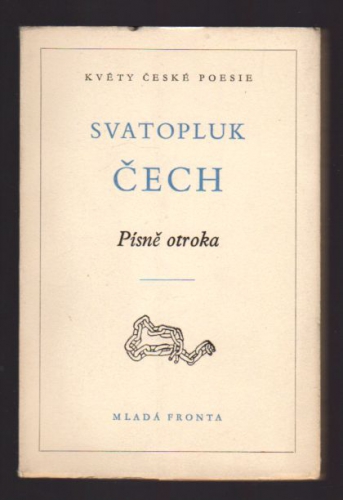 KVĚTY ČESKÉ POESIE
SVATOPLUK
ČECH
Písně otroka
MLADÁ FRONTA